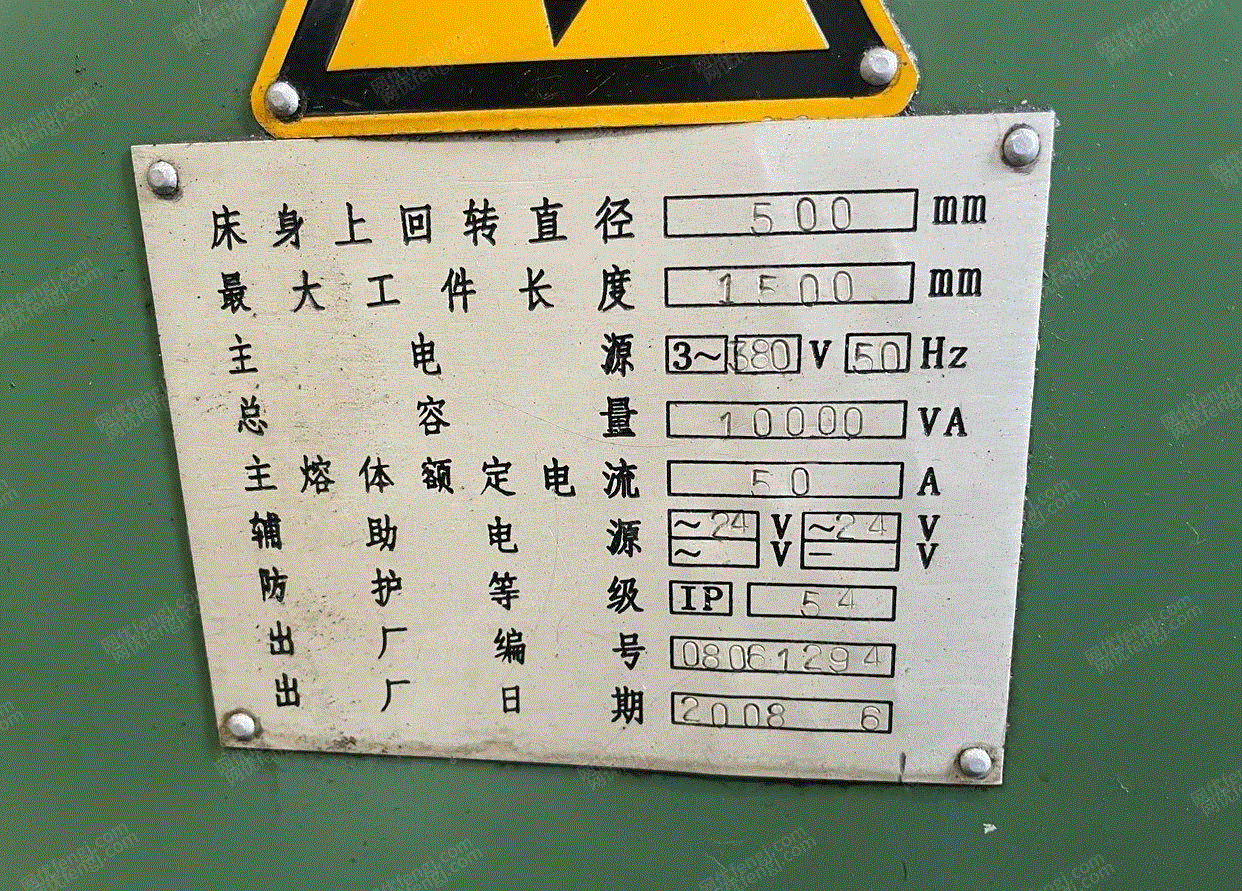 床身上回转直径 500 mm
最大工件长度 1500 mm
主电源 3~ 380 V 50 Hz
总容量 10000 VA
主熔体额定电流 50 A
辅助电源 ~24 V ~24 V
~ V — V
防护等级 IP 54
出厂编号 08061294
出厂日期 2008 6